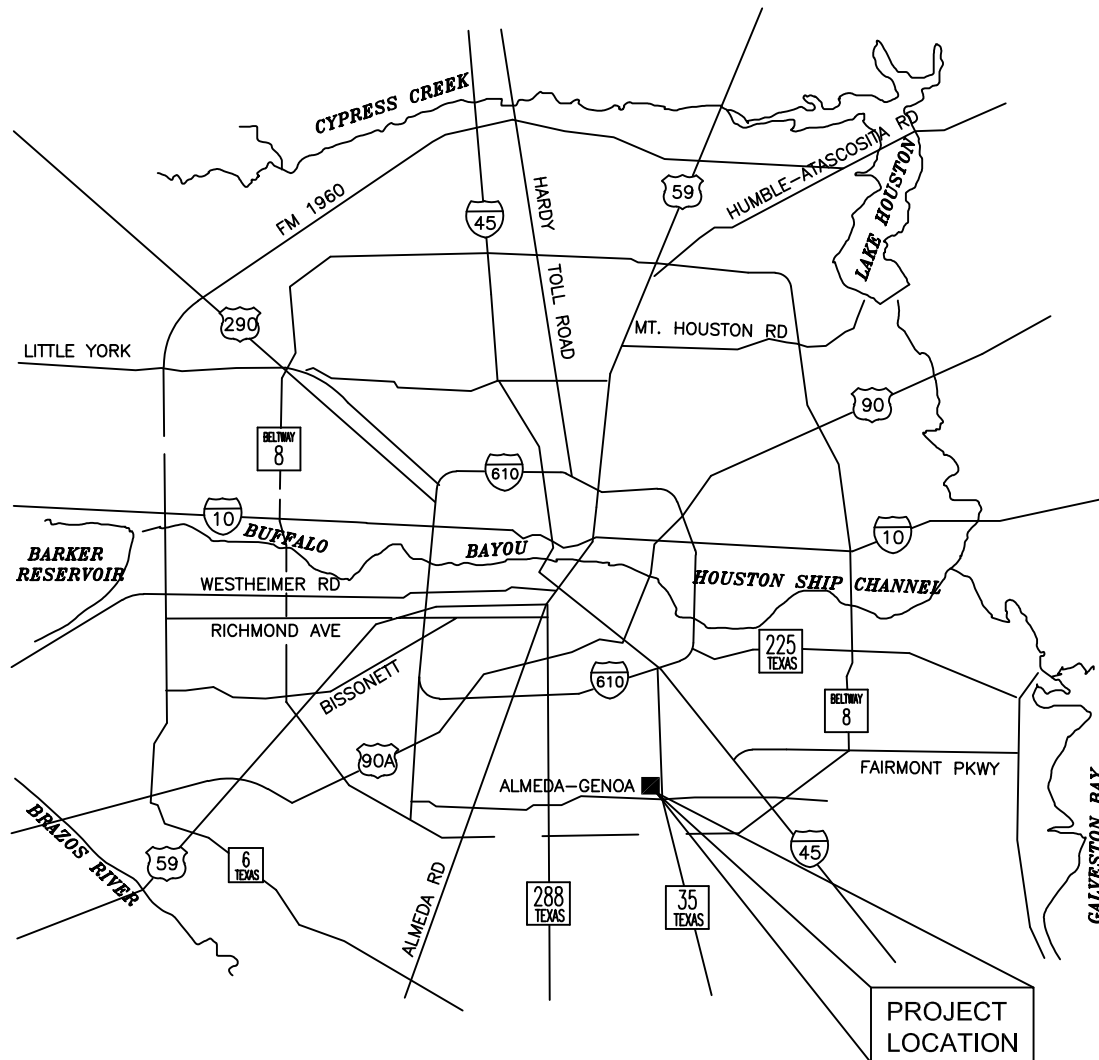 CYPRESS CREEK
HUMBLE-ATASCOSITA RD
FM 1960
HARDY
59
45
LAKE HOUSTON
TOLL ROAD
290
MT. HOUSTON RD
LITTLE YORK
90
BELTWAY
8
610
10
BUFFALO
BAYOU
10
BARKER
RESERVOIR
WESTHEIMER RD
HOUSTON SHIP CHANNEL
RICHMOND AVE
225
TEXAS
BISSONETT
610
BELTWAY
8
90A
FAIRMONT PKWY
ALMEDA-GENOA
BRAZOS RIVER
59
6
TEXAS
45
GALVESTON BAY
ALMEDA RD
288
TEXAS
35
TEXAS
PROJECT
LOCATION